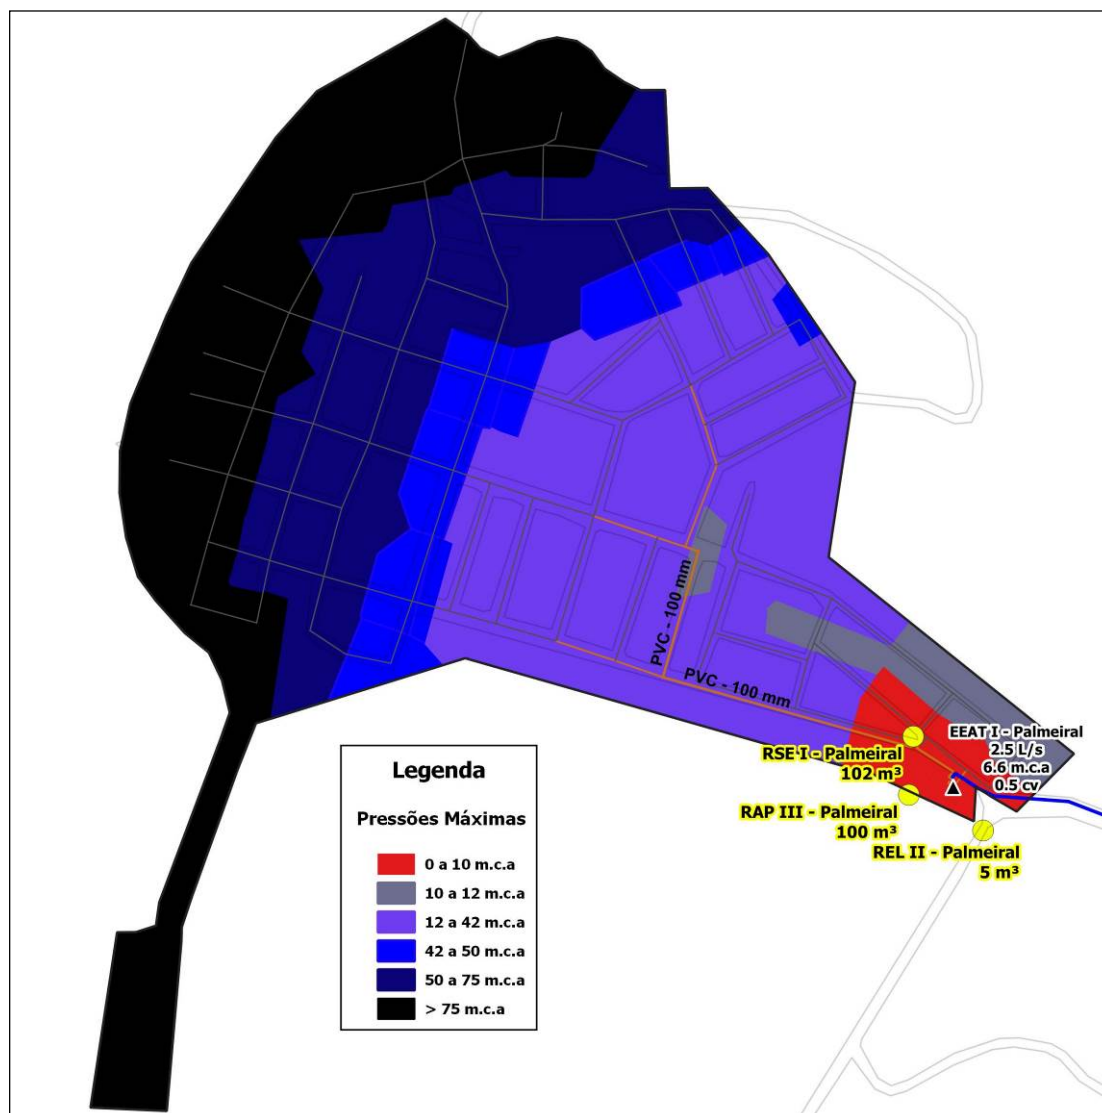 PVC - 100 mm
PVC - 100 mm
EEAT I - Palmeiral
2.5 L/s
6.6 m.c.a
0.5 cv
RSE I - Palmeiral
102 m³
RAP III - Palmeiral
100 m³
REL II - Palmeiral
5 m³
Legenda
Pressões Máximas
0 a 10 m.c.a
10 a 12 m.c.a
12 a 42 m.c.a
42 a 50 m.c.a
50 a 75 m.c.a
> 75 m.c.a